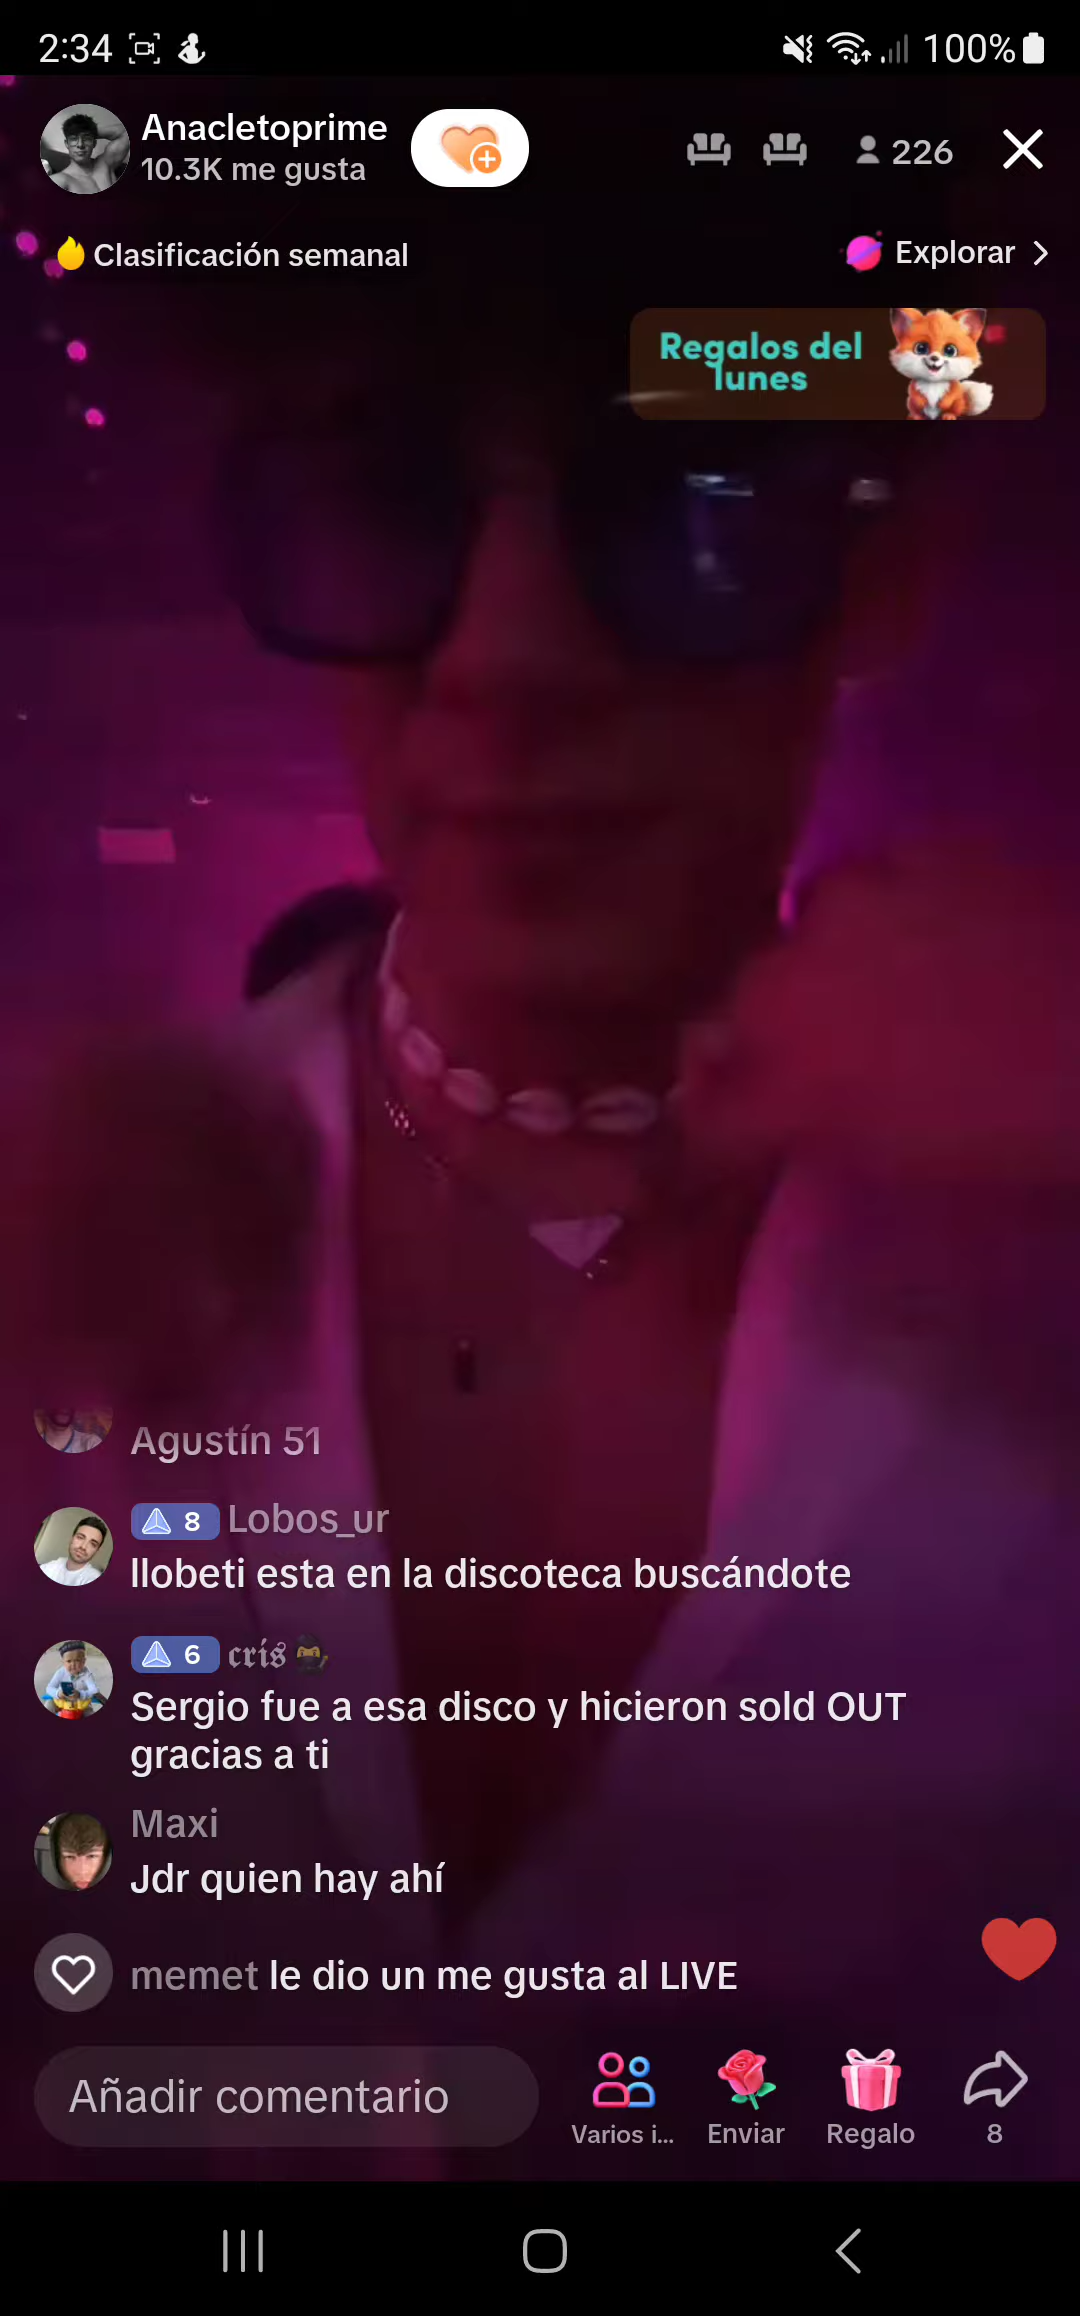 2:34
100%
Anacletoprime
10.3K me gusta
226
Clasificación semanal
Explorar
Regalos del
lunes
Agustín 51
8 Lobos_ur
llobeti esta en la discoteca buscándote
6 𝔠𝔯í𝔰
Sergio fue a esa disco y hicieron sold OUT
gracias a ti
Maxi
Jdr quien hay ahí
memet le dio un me gusta al LIVE
Añadir comentario
Varios i...
Enviar
Regalo
8